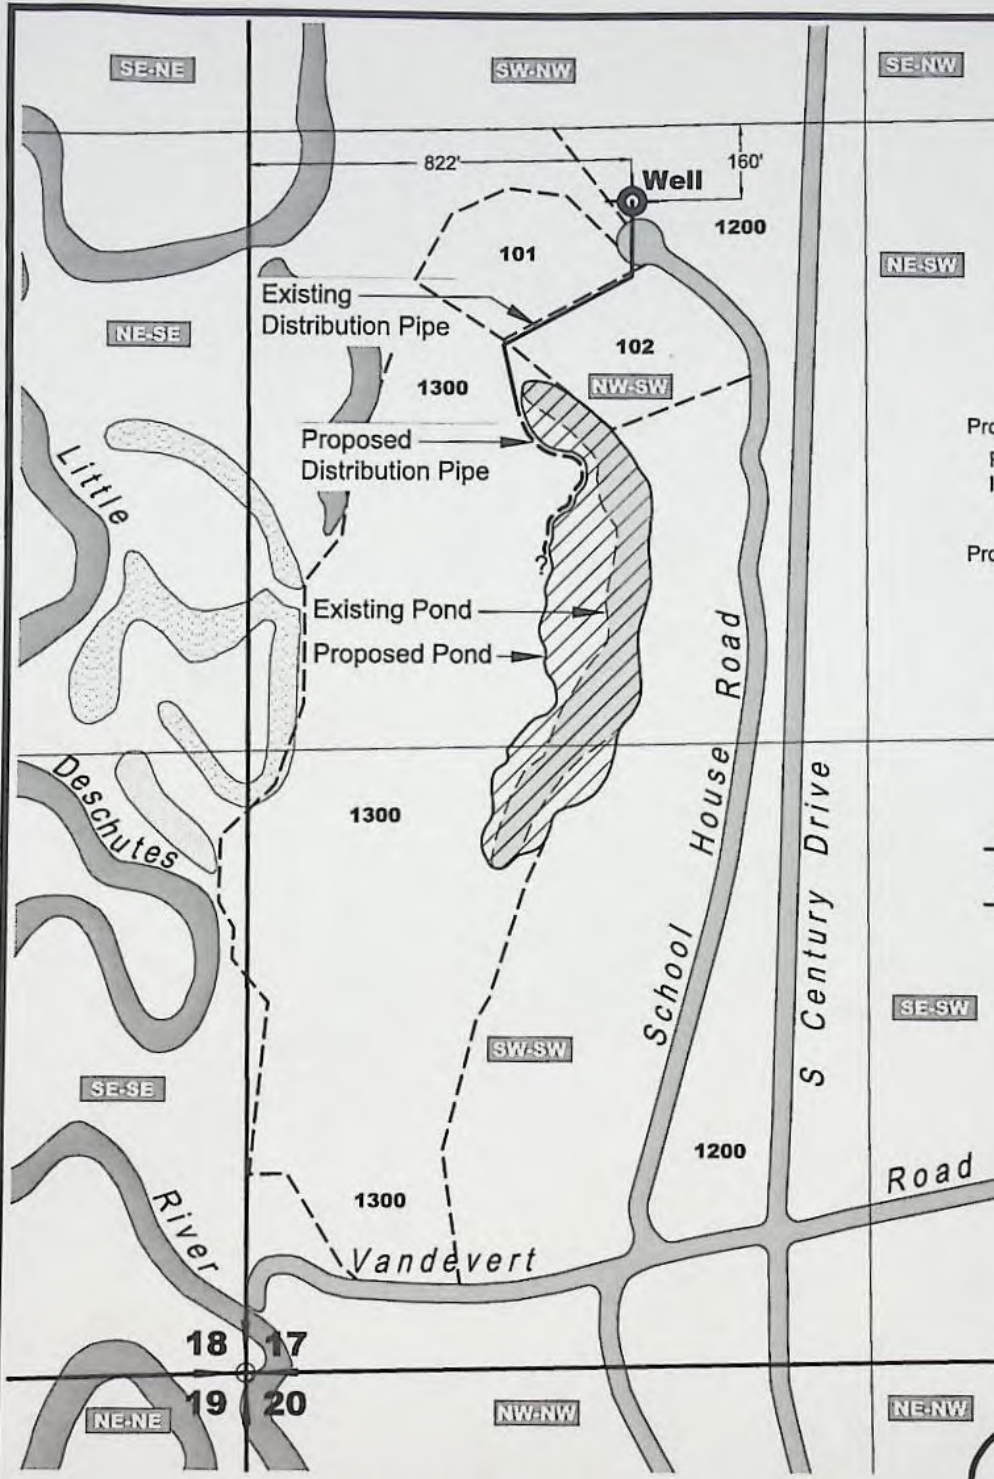 SE-NE
SW-NW
SE-NW
822'
160'
Well
1200
101
NE-SW
Existing
Distribution Pipe
NE-SE
102
1300
NW-SW
Proposed
Distribution Pipe
Little
?
Existing Pond
Proposed Pond
School House Road
S Century Drive
Deschutes
1300
SW-SW
SE-SW
SE-SE
1200
Road
1300
River
Vandevert
18 17
19 20
NE-NE
NW-NW
NE-NW